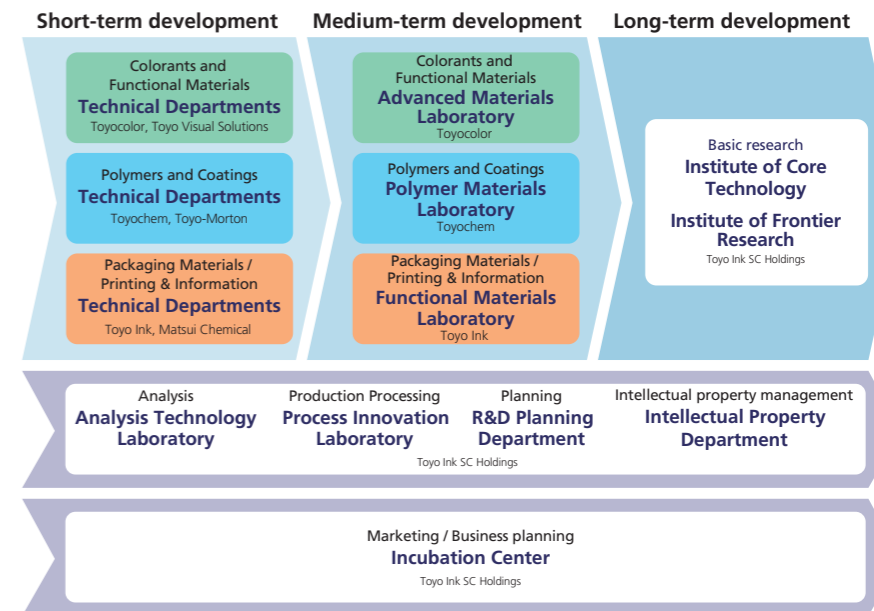 Short-term development
Medium-term development
Long-term development
Colorants and
Functional Materials
Technical Departments
Toyocolor, Toyo Visual Solutions
Polymers and Coatings
Technical Departments
Toyochem, Toyo-Morton
Packaging Materials /
Printing & Information
Technical Departments
Toyo Ink, Matsui Chemical
Colorants and
Functional Materials
Advanced Materials
Laboratory
Toyocolor
Polymers and Coatings
Polymer Materials
Laboratory
Toyochem
Packaging Materials /
Printing & Information
Functional Materials
Laboratory
Toyo Ink
Basic research
Institute of Core
Technology
Institute of Frontier
Research
Toyo Ink SC Holdings
Analysis
Analysis Technology
Laboratory
Production Processing
Process Innovation
Laboratory
Planning
R&D Planning
Department
Intellectual property management
Intellectual Property
Department
Toyo Ink SC Holdings
Marketing / Business planning
Incubation Center
Toyo Ink SC Holdings